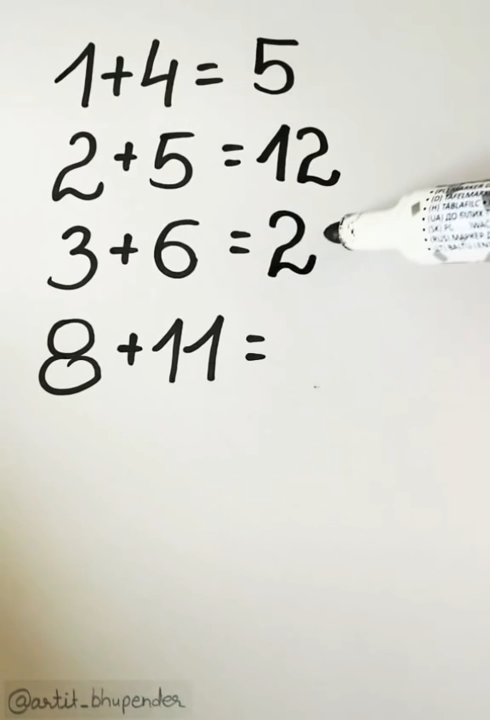 1+4=5
2+5=12
3+6=2
8+11=
@artit_bhupender